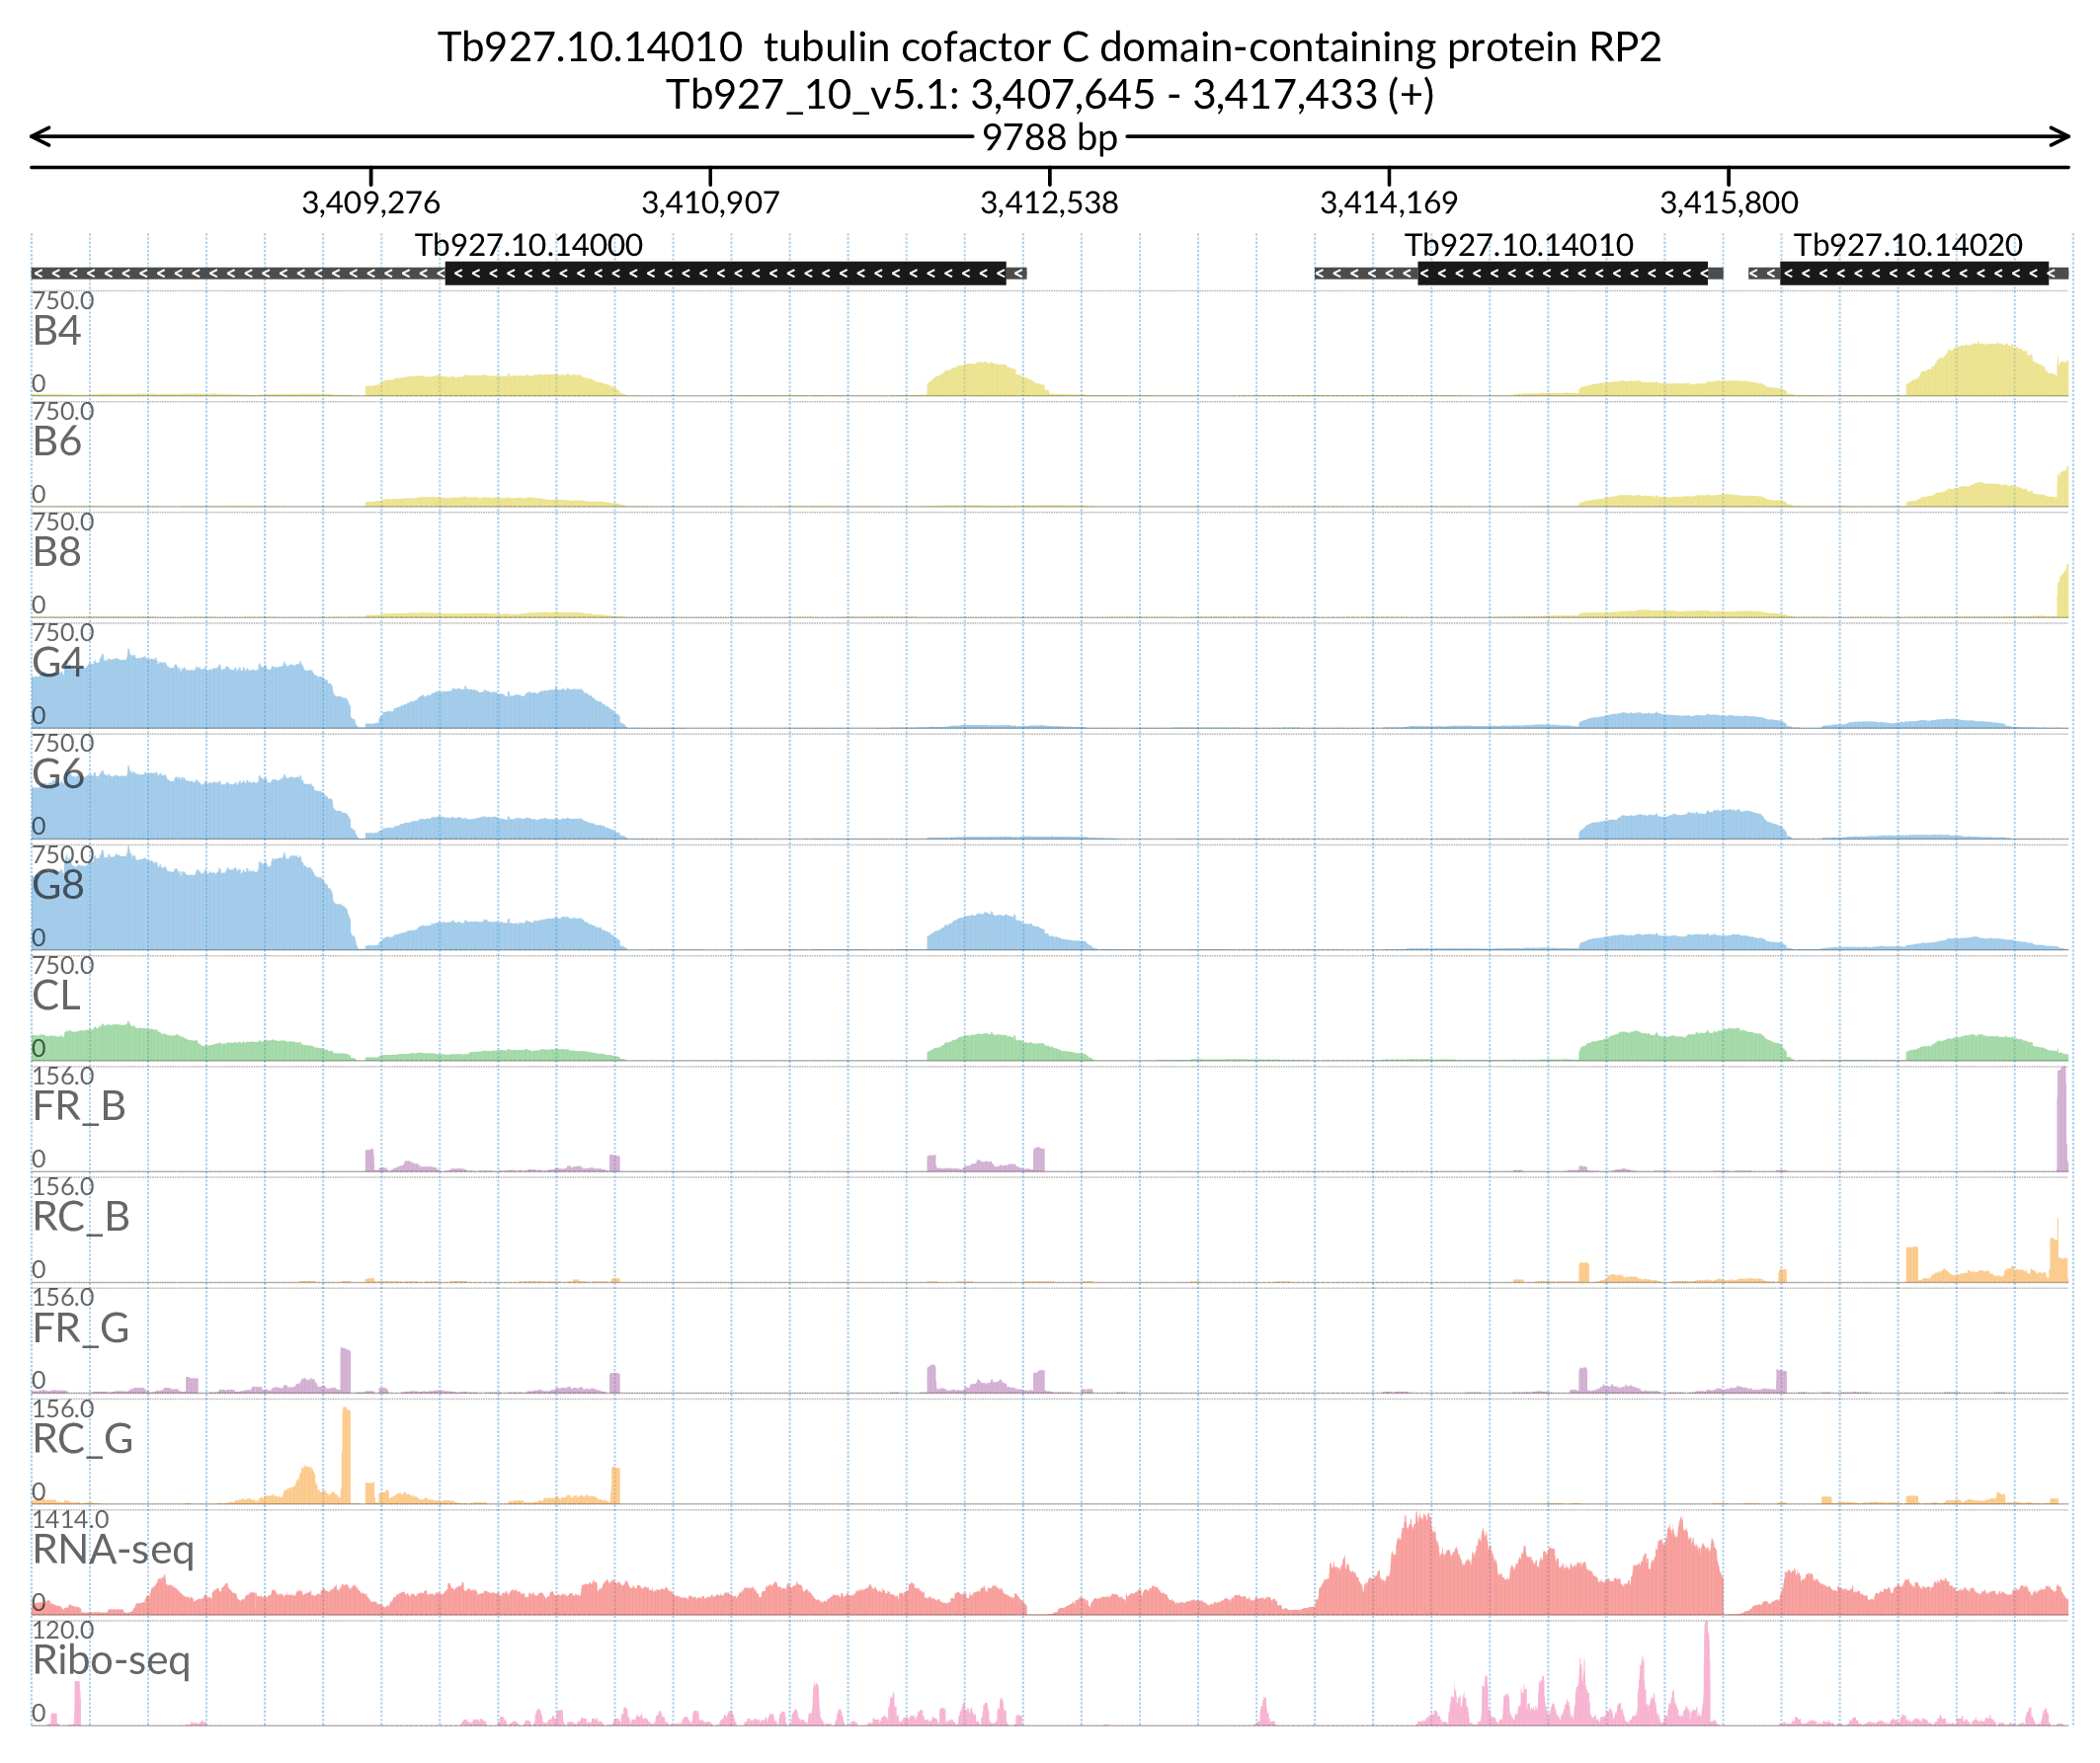 Tb927.10.14010 tubulin cofactor C domain-containing protein RP2
Tb927_10_v5.1: 3,407,645 - 3,417,433 (+)
9788 bp
3,409,276 3,410,907 3,412,538 3,414,169 3,415,800
Tb927.10.14000 Tb927.10.14010 Tb927.10.14020
750.0
B4
0
750.0
B6
0
750.0
B8
0
750.0
G4
0
750.0
G6
0
750.0
G8
0
750.0
CL
0
156.0
FR_B
0
156.0
RC_B
0
156.0
FR_G
0
156.0
RC_G
0
1414.0
RNA-seq
0
120.0
Ribo-seq
0